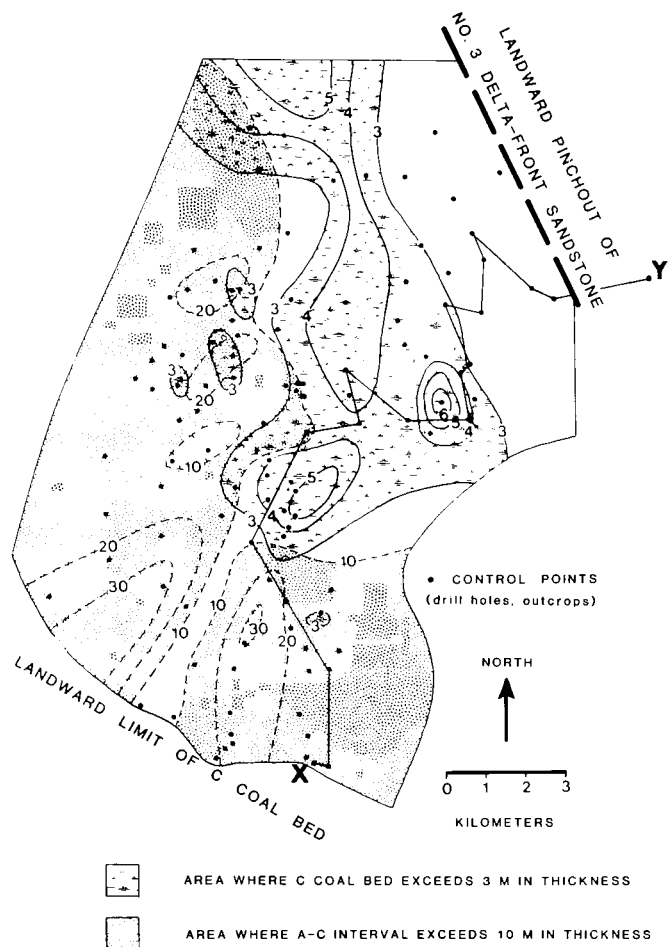 LANDWARD PINCHOUT OF
NO. 3 DELTA-FRONT SANDSTONE
5
4
3
Y
3
20
3
4
3
20
3
6
5
4
3
10
5
4
3
20
10
30
10
10
30
20
3
CONTROL POINTS
(drill holes, outcrops)
NORTH
LANDWARD LIMIT OF C COAL BED
X
0 1 2 3
KILOMETERS
AREA WHERE C COAL BED EXCEEDS 3 M IN THICKNESS
AREA WHERE A-C INTERVAL EXCEEDS 10 M IN THICKNESS